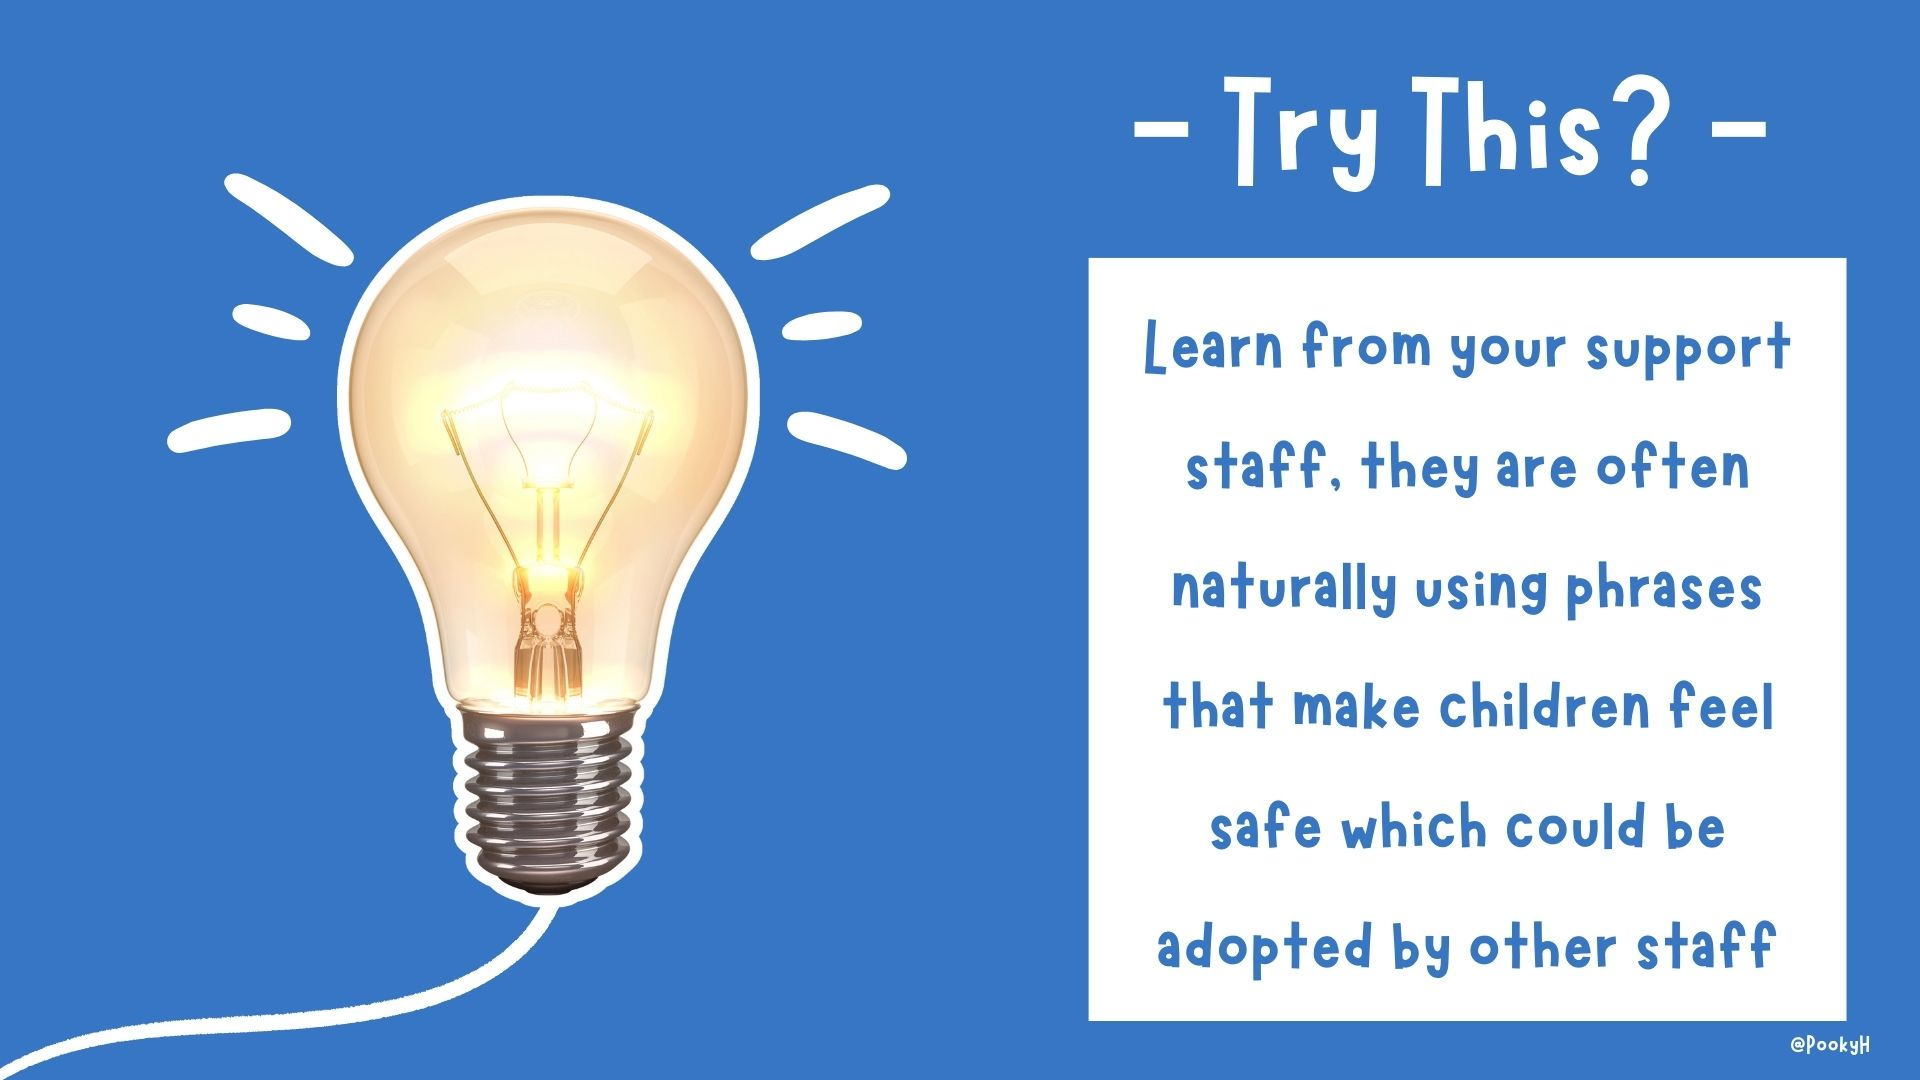 - Try This? -
Learn from your support
staff, they are often
naturally using phrases
that make children feel
safe which could be
adopted by other staff
@PookyH